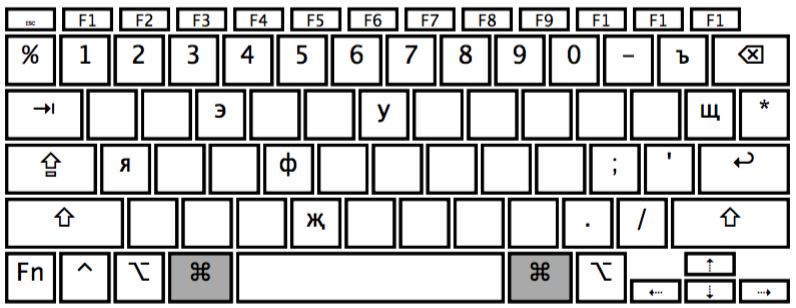 esc F1 F2 F3 F4 F5 F6 F7 F8 F9 F1 F1 F1
% 1 2 3 4 5 6 7 8 9 0 – ъ ⌫
⇥ э у щ *
⇪ я ф ; ' ↩
⇧ җ . / ⇧
Fn ^ ⌥ ⌘ ⌘ ⌥ ⇠ ⇡ ⇣ ⇢